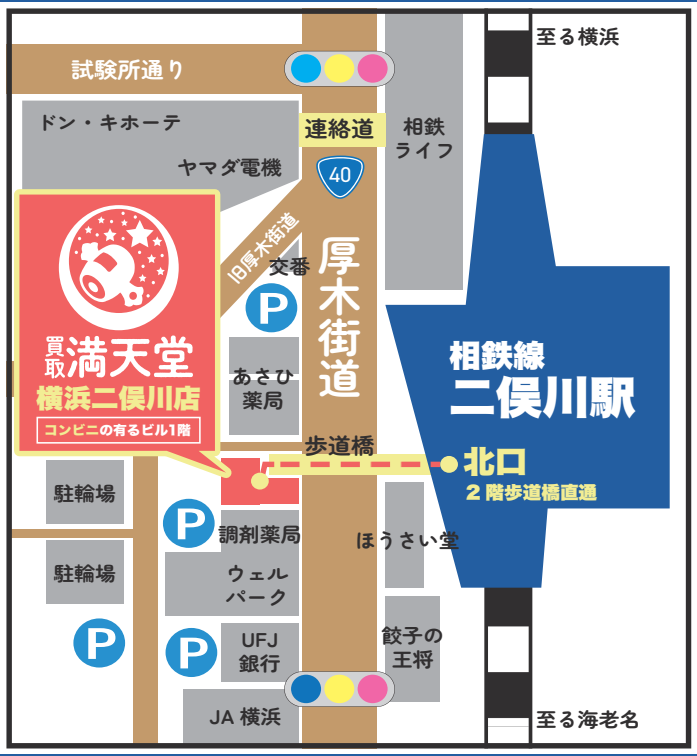 至る横浜
試験所通り
ドン・キホーテ
連絡道
相鉄
ライフ
ヤマダ電機
40
旧厚木街道
交番
P
厚木街道
買取
満天堂
横浜二俣川店
コンビニの有るビル1階
あさひ
薬局
相鉄線
二俣川駅
歩道橋
北口
2階歩道橋直通
駐輪場
P
調剤薬局
ほうさい堂
駐輪場
ウェル
パーク
P
P
UFJ
銀行
餃子の
王将
JA 横浜
至る海老名